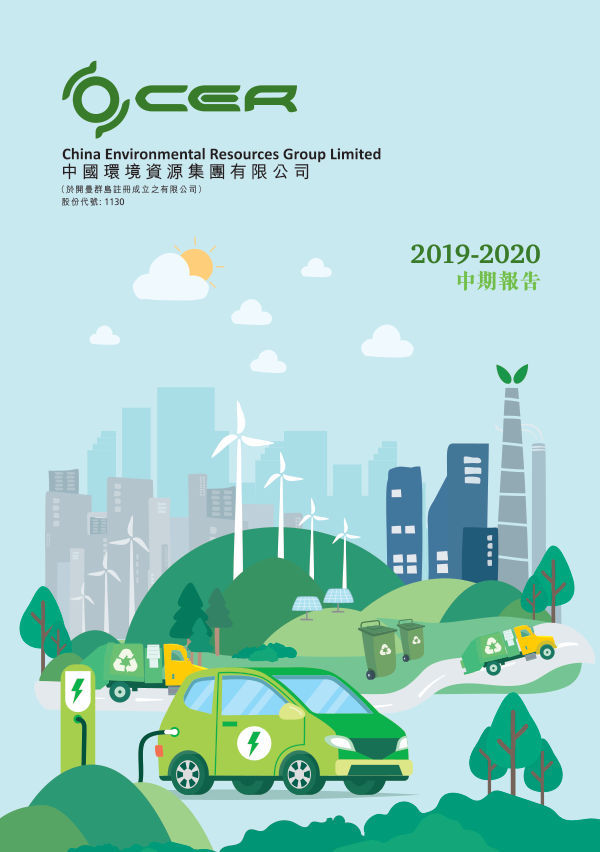 CER
China Environmental Resources Group Limited
中國環境資源集團有限公司
(於開曼群島註冊成立之有限公司)
股份代號: 1130
2019-2020
中期報告